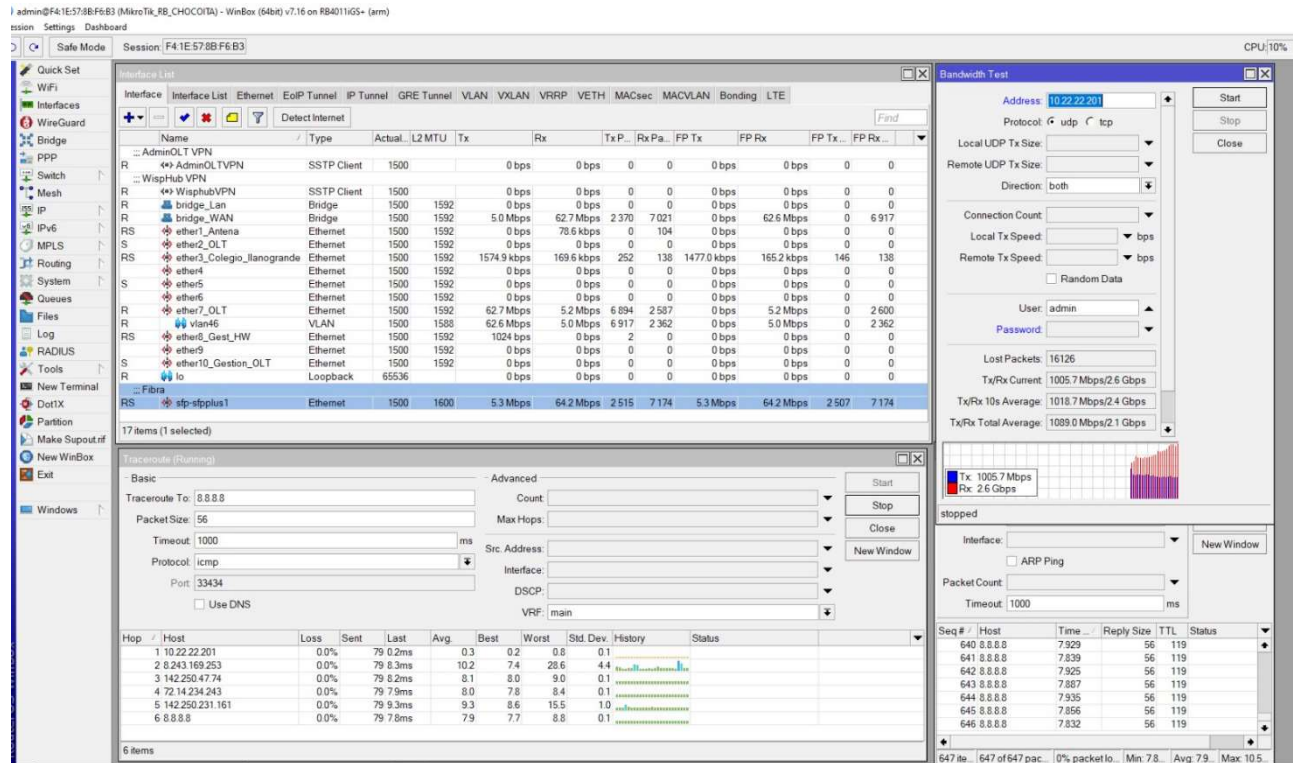 admin@F4:1E:57:8B:F6:B3 (MikroTik_RB_CHOCOITA) - WinBox (64bit) v7.16 on RB4011iGS+ (arm)
ession Settings Dashboard
Safe Mode Session: F4:1E:57:8B:F6:B3 CPU: 10%
Quick Set
WiFi
Interfaces
WireGuard
Bridge
PPP
Switch
Mesh
IP
IPv6
MPLS
Routing
System
Queues
Files
Log
RADIUS
Tools
New Terminal
Dot1X
Partition
Make Supout.rif
New WinBox
Exit
Windows
Interface List
Interface Interface List Ethernet EoIP Tunnel IP Tunnel GRE Tunnel VLAN VXLAN VRRP VETH MACsec MACVLAN Bonding LTE
Detect Internet Find
Name Type Actual... L2 MTU Tx Rx Tx P... Rx Pa... FP Tx FP Rx FP Tx... FP Rx...
::: AdminOLT VPN
R AdminOLTVPN SSTP Client 1500 0 bps 0 bps 0 0 0 bps 0 bps 0 0
::: WispHub VPN
R WisphubVPN SSTP Client 1500 0 bps 0 bps 0 0 0 bps 0 bps 0 0
R bridge_Lan Bridge 1500 1592 0 bps 0 bps 0 0 0 bps 0 bps 0 0
R bridge_WAN Bridge 1500 1592 5.0 Mbps 62.7 Mbps 2 370 7 021 0 bps 62.6 Mbps 0 6 917
RS ether1_Antena Ethernet 1500 1592 0 bps 78.6 kbps 0 104 0 bps 0 bps 0 0
S ether2_OLT Ethernet 1500 1592 0 bps 0 bps 0 0 0 bps 0 bps 0 0
RS ether3_Colegio_llanogrande Ethernet 1500 1592 1574.9 kbps 169.6 kbps 252 138 1477.0 kbps 165.2 kbps 146 138
ether4 Ethernet 1500 1592 0 bps 0 bps 0 0 0 bps 0 bps 0 0
S ether5 Ethernet 1500 1592 0 bps 0 bps 0 0 0 bps 0 bps 0 0
ether6 Ethernet 1500 1592 0 bps 0 bps 0 0 0 bps 0 bps 0 0
R ether7_OLT Ethernet 1500 1592 62.7 Mbps 5.2 Mbps 6 894 2 587 0 bps 5.2 Mbps 0 2 600
R vlan46 VLAN 1500 1588 62.6 Mbps 5.0 Mbps 6 917 2 362 0 bps 5.0 Mbps 0 2 362
RS ether8_Gest_HW Ethernet 1500 1592 1024 bps 0 bps 2 0 0 bps 0 bps 0 0
ether9 Ethernet 1500 1592 0 bps 0 bps 0 0 0 bps 0 bps 0 0
S ether10_Gestion_OLT Ethernet 1500 1592 0 bps 0 bps 0 0 0 bps 0 bps 0 0
R lo Loopback 65536 0 bps 0 bps 0 0 0 bps 0 bps 0 0
::: Fibra
RS sfp-sfpplus1 Ethernet 1500 1600 5.3 Mbps 64.2 Mbps 2 515 7 174 5.3 Mbps 64.2 Mbps 2 507 7 174
17 items (1 selected)
Traceroute (Running)
Basic Advanced
Traceroute To: 8.8.8.8
Packet Size: 56
Timeout: 1000 ms
Protocol: icmp
Port: 33434
Use DNS
Count:
Max Hops:
Src. Address:
Interface:
DSCP:
VRF: main
Start
Stop
Close
New Window
Hop Host Loss Sent Last Avg. Best Worst Std. Dev. History Status
1 10.22.22.201 0.0% 79 0.2ms 0.3 0.2 0.8 0.1
2 8.243.169.253 0.0% 79 8.3ms 10.2 7.4 28.6 4.4
3 142.250.47.74 0.0% 79 8.2ms 8.1 8.0 9.0 0.1
4 72.14.234.243 0.0% 79 7.9ms 8.0 7.8 8.4 0.1
5 142.250.231.161 0.0% 79 9.3ms 9.3 8.6 15.5 1.0
6 8.8.8.8 0.0% 79 7.8ms 7.9 7.7 8.8 0.1
6 items
Bandwidth Test
Address: 10.22.22.201
Protocol: udp tcp
Local UDP Tx Size:
Remote UDP Tx Size:
Direction: both
Connection Count:
Local Tx Speed: bps
Remote Tx Speed: bps
Random Data
User: admin
Password:
Lost Packets: 16126
Tx/Rx Current: 1005.7 Mbps/2.6 Gbps
Tx/Rx 10s Average: 1018.7 Mbps/2.4 Gbps
Tx/Rx Total Average: 1089.0 Mbps/2.1 Gbps
Tx: 1005.7 Mbps
Rx: 2.6 Gbps
stopped
Start
Stop
Close
Interface:
ARP Ping
Packet Count:
Timeout: 1000 ms
New Window
Seq # Host Time ... Reply Size TTL Status
640 8.8.8.8 7.929 56 119
641 8.8.8.8 7.839 56 119
642 8.8.8.8 7.925 56 119
643 8.8.8.8 7.887 56 119
644 8.8.8.8 7.935 56 119
645 8.8.8.8 7.856 56 119
646 8.8.8.8 7.832 56 119
647 ite... 647 of 647 pac... 0% packet lo... Min: 7.8... Avg: 7.9... Max: 10.5...